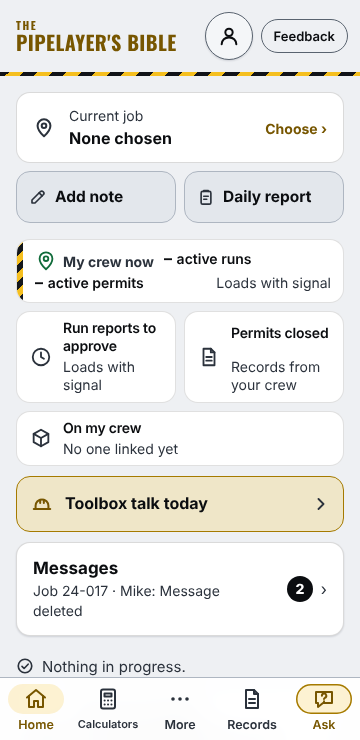 THE
PIPELAYER'S BIBLE
Feedback
Current job
None chosen
Choose ›
Add note
Daily report
My crew now – active runs
– active permits Loads with signal
Run reports to
approve
Loads with
signal
Permits closed
Records from
your crew
On my crew
No one linked yet
Toolbox talk today
Messages
Job 24-017 · Mike: Message
deleted
2
Nothing in progress.
Home
Calculators
More
Records
Ask